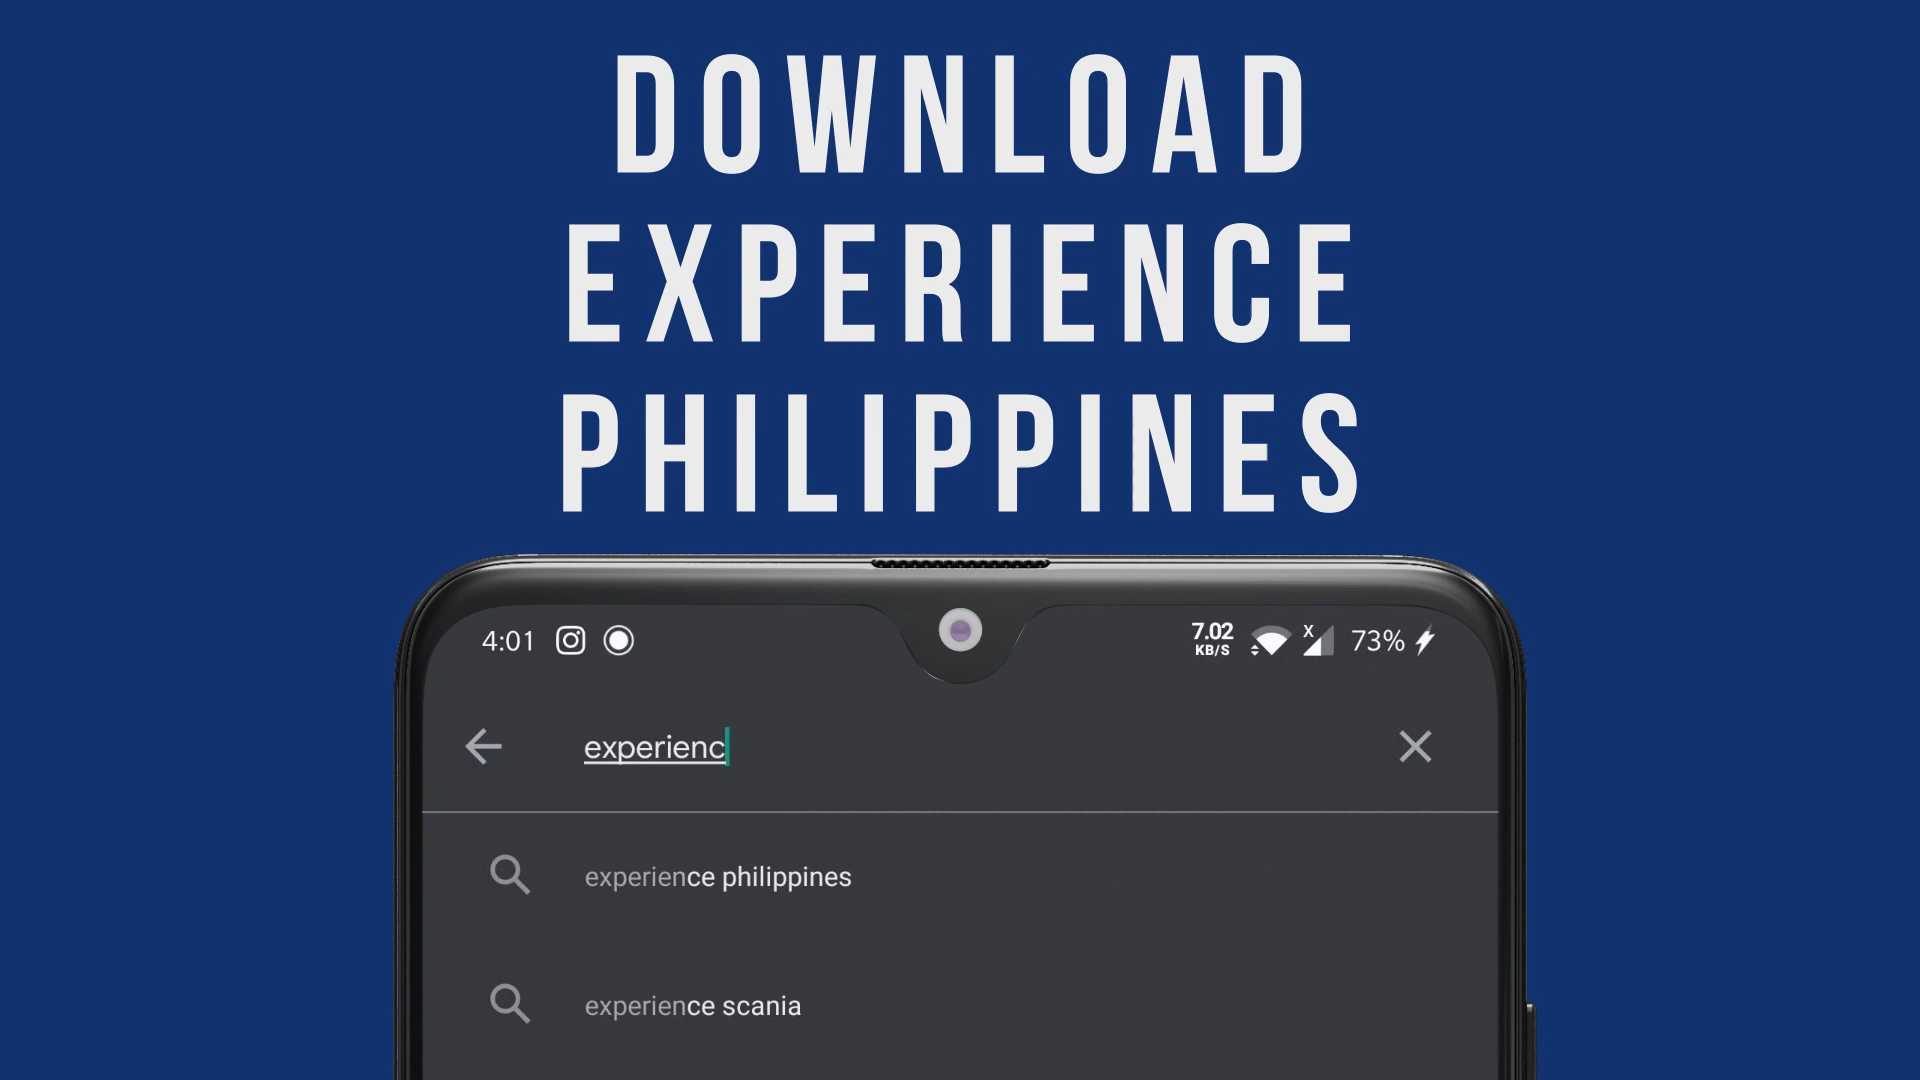 DOWNLOAD
EXPERIENCE
PHILIPPINES
4:01
7.02
KB/S
X
73%
experienc
experience philippines
experience scania